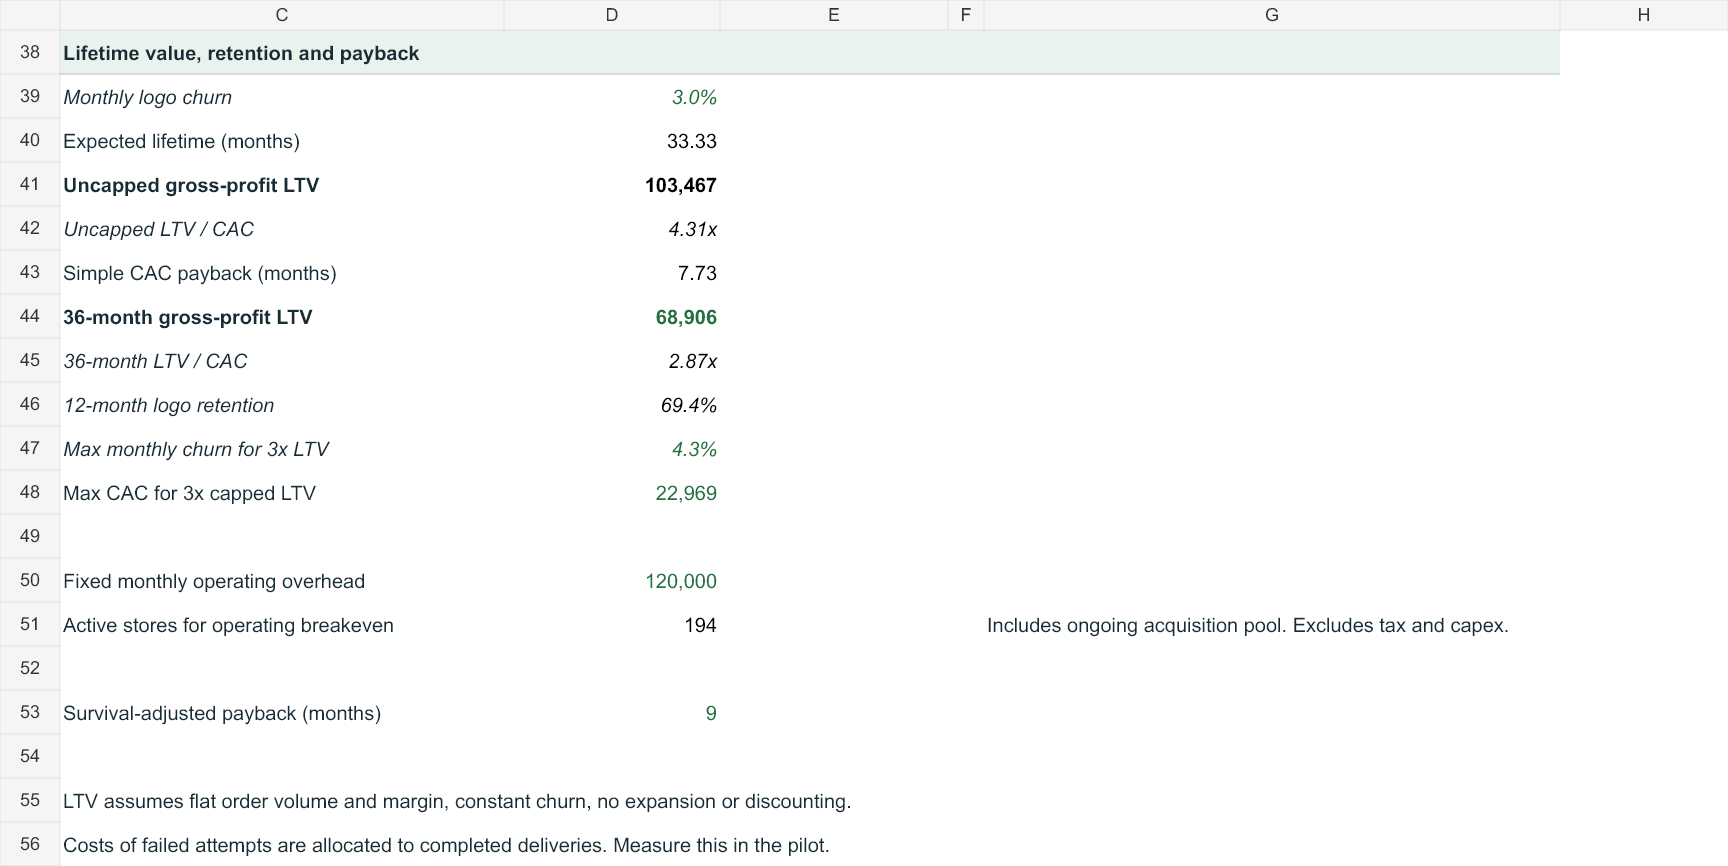 C D E F G H
38 Lifetime value, retention and payback
39 Monthly logo churn 3.0%
40 Expected lifetime (months) 33.33
41 Uncapped gross-profit LTV 103,467
42 Uncapped LTV / CAC 4.31x
43 Simple CAC payback (months) 7.73
44 36-month gross-profit LTV 68,906
45 36-month LTV / CAC 2.87x
46 12-month logo retention 69.4%
47 Max monthly churn for 3x LTV 4.3%
48 Max CAC for 3x capped LTV 22,969
49
50 Fixed monthly operating overhead 120,000
51 Active stores for operating breakeven 194 Includes ongoing acquisition pool. Excludes tax and capex.
52
53 Survival-adjusted payback (months) 9
54
55 LTV assumes flat order volume and margin, constant churn, no expansion or discounting.
56 Costs of failed attempts are allocated to completed deliveries. Measure this in the pilot.